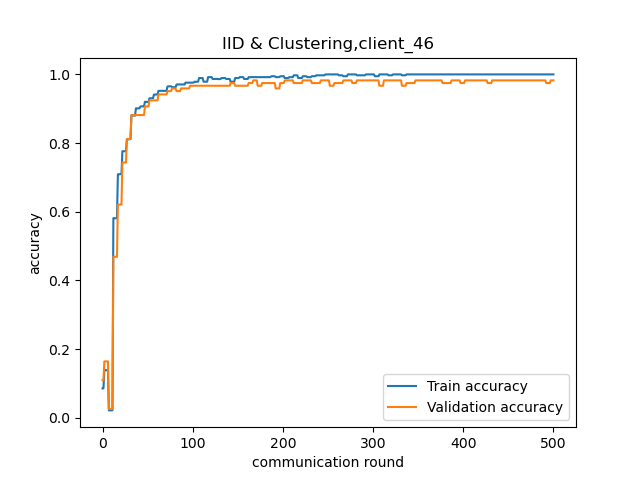 IID & Clustering,client_46
1.0
0.8
0.6
0.4
0.2
0.0
accuracy
Train accuracy
Validation accuracy
0 100 200 300 400 500
communication round